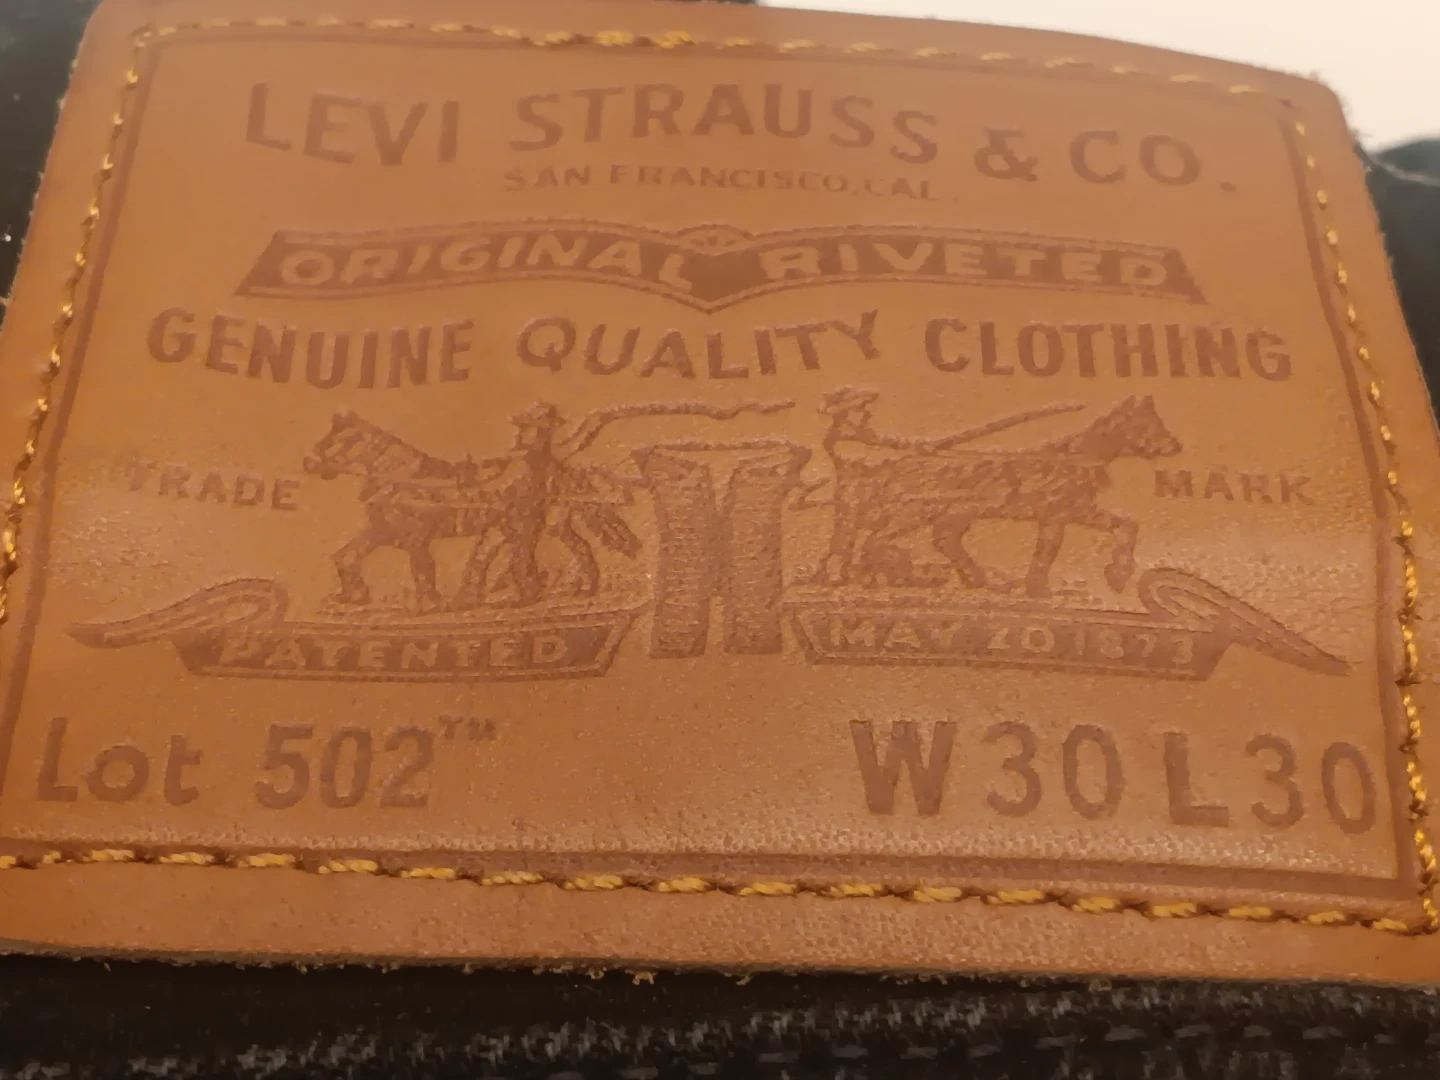 LEVI STRAUSS & CO.
SAN FRANCISCO, CAL.
ORIGINAL RIVETED
GENUINE QUALITY CLOTHING
TRADE MARK
PATENTED MAY 20 1873
Lot 502™ W30 L30